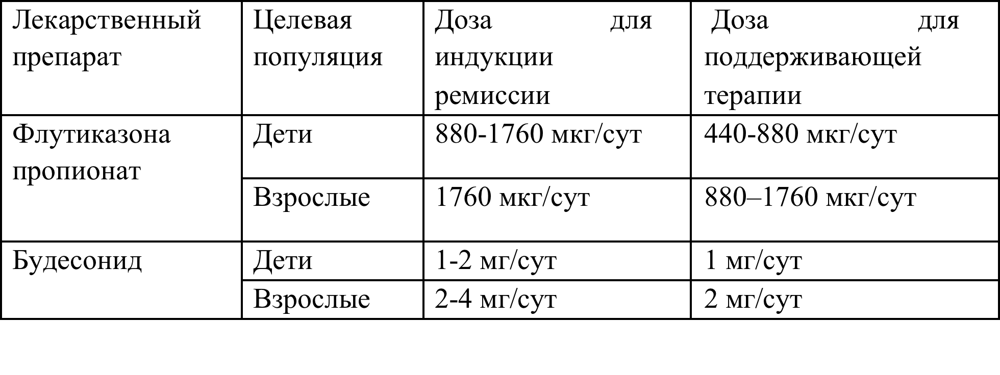 Лекарственный
препарат
Целевая
популяция
Доза для
индукции
ремиссии
Доза для
поддерживающей
терапии
Флутиказона
пропионат
Дети
880-1760 мкг/сут
440-880 мкг/сут
Взрослые
1760 мкг/сут
880–1760 мкг/сут
Будесонид
Дети
1-2 мг/сут
1 мг/сут
Взрослые
2-4 мг/сут
2 мг/сут